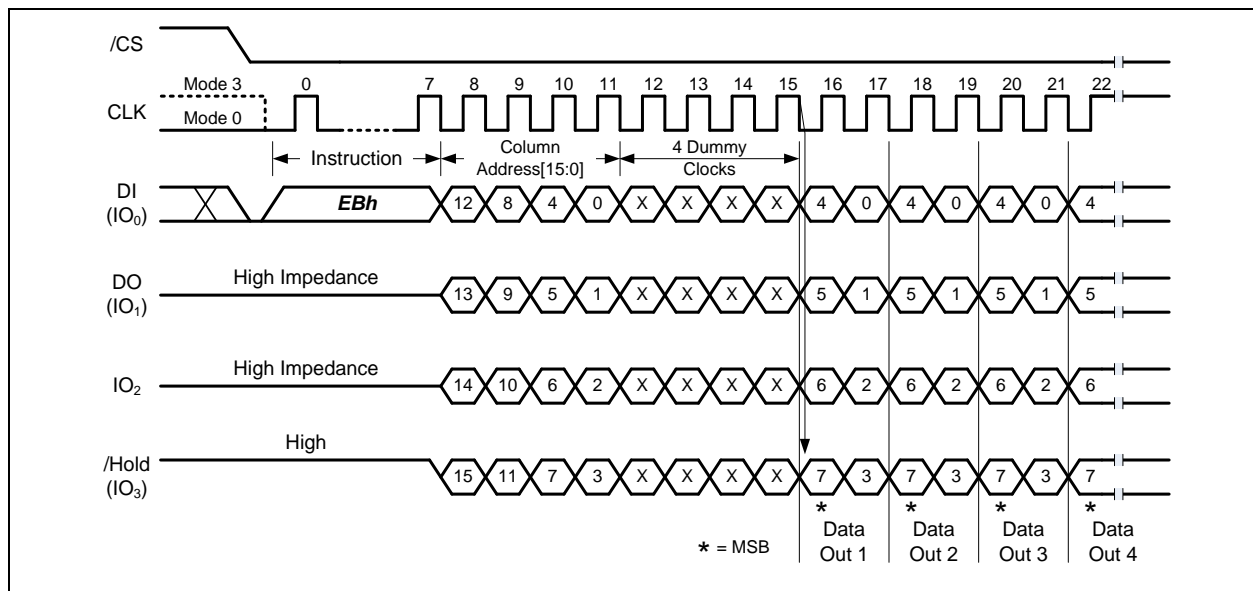 /CS
Mode 3 0 7 8 9 10 11 12 13 14 15 16 17 18 19 20 21 22
CLK
Mode 0
Instruction
Column
Address[15:0]
4 Dummy
Clocks
DI
(IO0)
EBh 12 8 4 0 X X X X 4 0 4 0 4 0 4
High Impedance
DO
(IO1)
13 9 5 1 X X X X 5 1 5 1 5 1 5
High Impedance
IO2
14 10 6 2 X X X X 6 2 6 2 6 2 6
High
/Hold
(IO3)
15 11 7 3 X X X X 7 3 7 3 7 3 7
* * * *
* = MSB
Data
Out 1
Data
Out 2
Data
Out 3
Data
Out 4